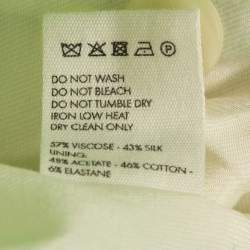 DO NOT WASH
DO NOT BLEACH
DO NOT TUMBLE DRY
IRON LOW HEAT
DRY CLEAN ONLY
57% VISCOSE - 43% SILK
LINING:
48% ACETATE - 46% COTTON -
6% ELASTANE